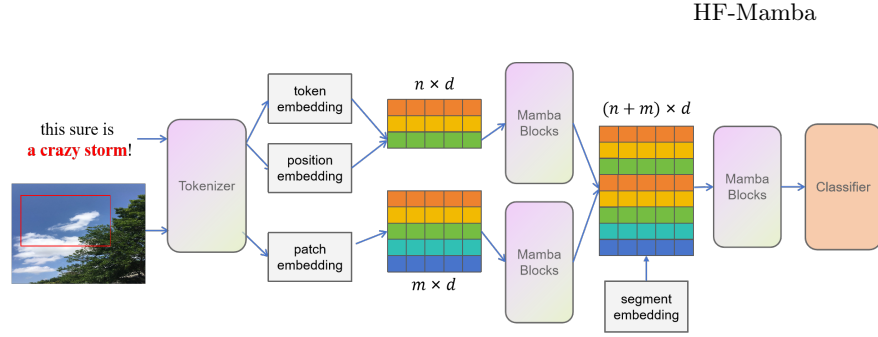 HF-Mamba
this sure is
a crazy storm!
Tokenizer
token
embedding
position
embedding
patch
embedding
n × d
m × d
Mamba
Blocks
Mamba
Blocks
(n + m) × d
segment
embedding
Mamba
Blocks
Classifier